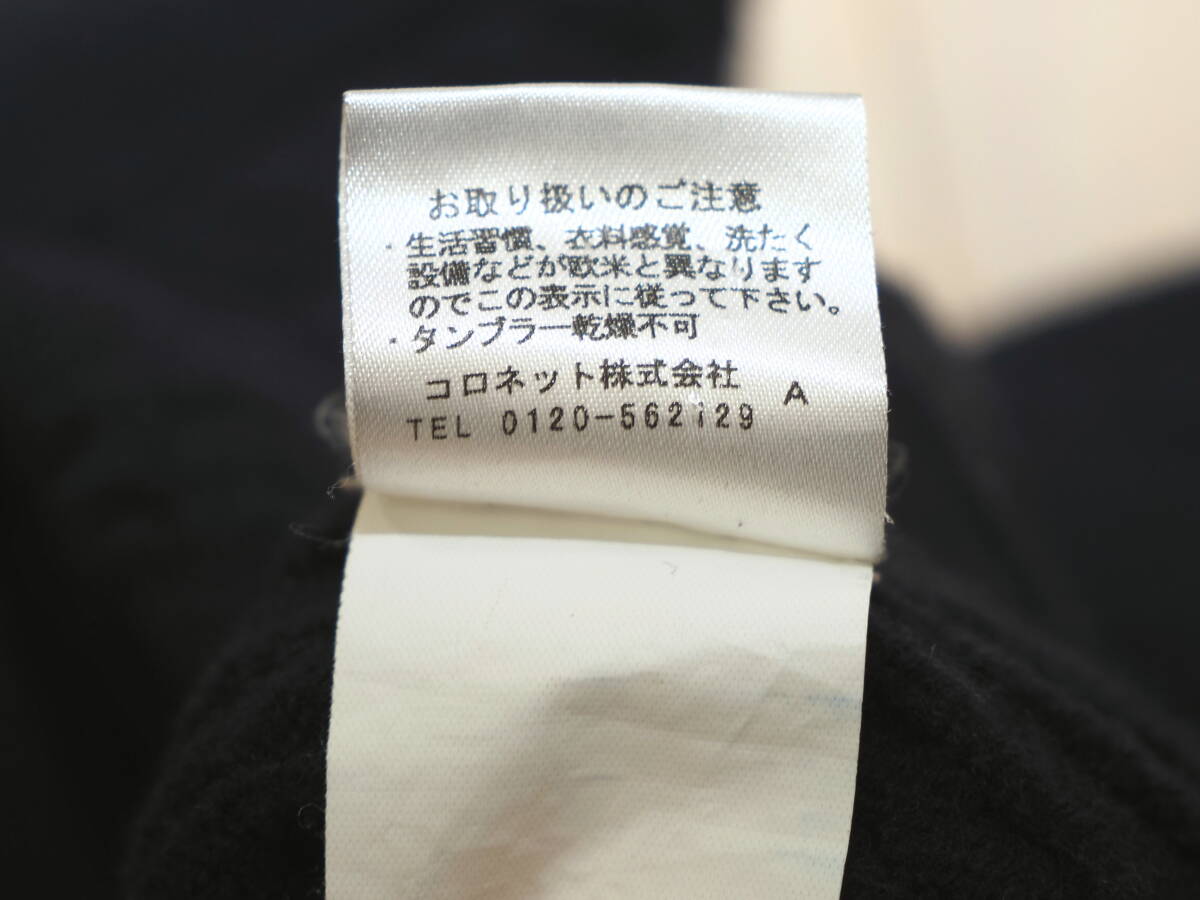 お取り扱いのご注意
・生活習慣、衣料感覚、洗たく
設備などが欧米と異なります
のでこの表示に従って下さい。
・タンブラー乾燥不可
コロネット株式会社 A
TEL 0120-562129